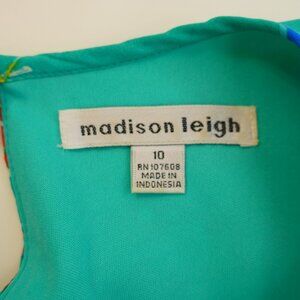 madison leigh
10
RN 107608
MADE IN
INDONESIA